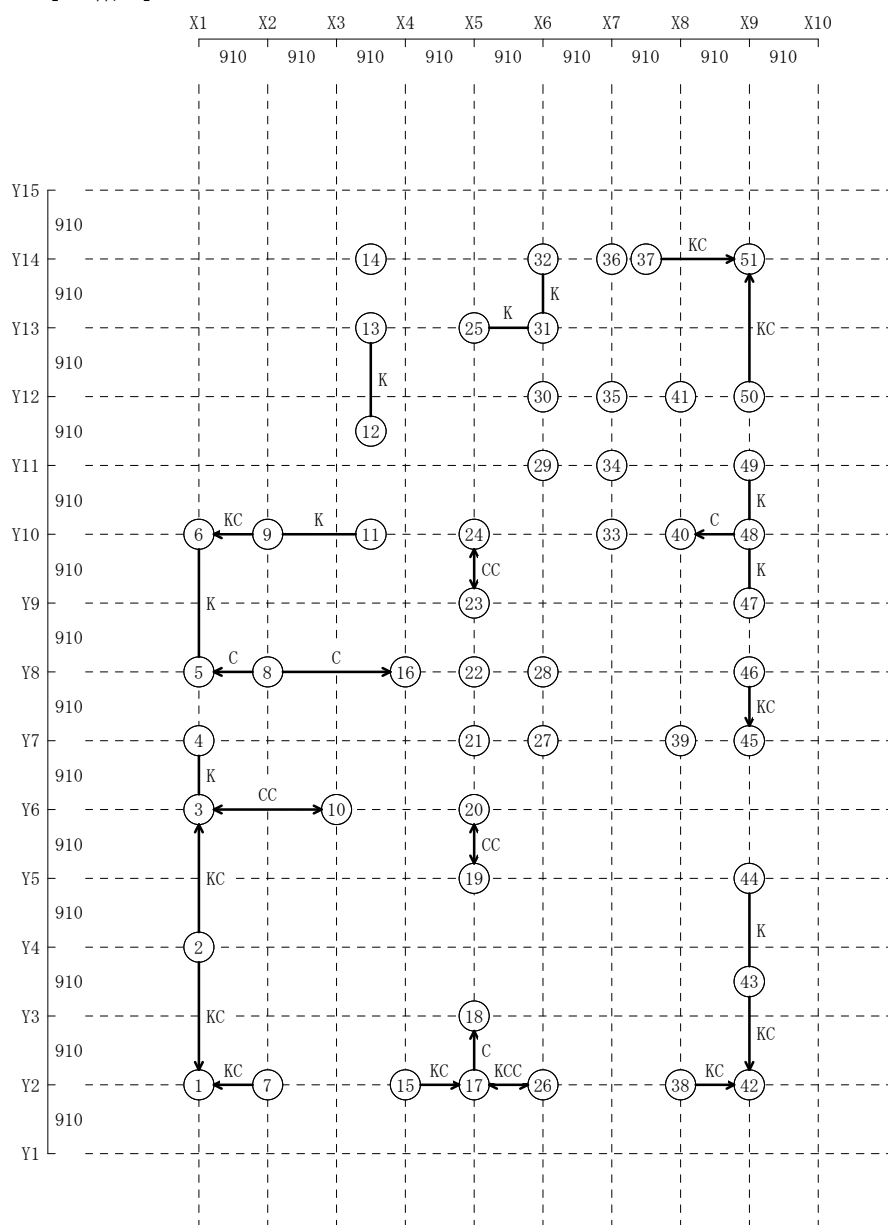 X1 X2 X3 X4 X5 X6 X7 X8 X9 X10
910 910 910 910 910 910 910 910 910
Y15
910
Y14 14 32 36 37 KC 51
910 K
Y13 13 25 K 31 KC
910 K
Y12 30 35 41 50
910 12
Y11 29 34 49
910 K
Y10 6 KC 9 K 11 24 33 40 C 48
910 K CC K
Y9 23 47
910
Y8 5 C 8 C 16 22 28 46
910 KC
Y7 4 21 27 39 45
910 K
Y6 3 CC 10 20
910 CC
Y5 KC 19 44
910 K
Y4 2
910 43
Y3 KC 18 KC
910 C
Y2 1 KC 7 15 KC 17 KCC 26 38 KC 42
910
Y1